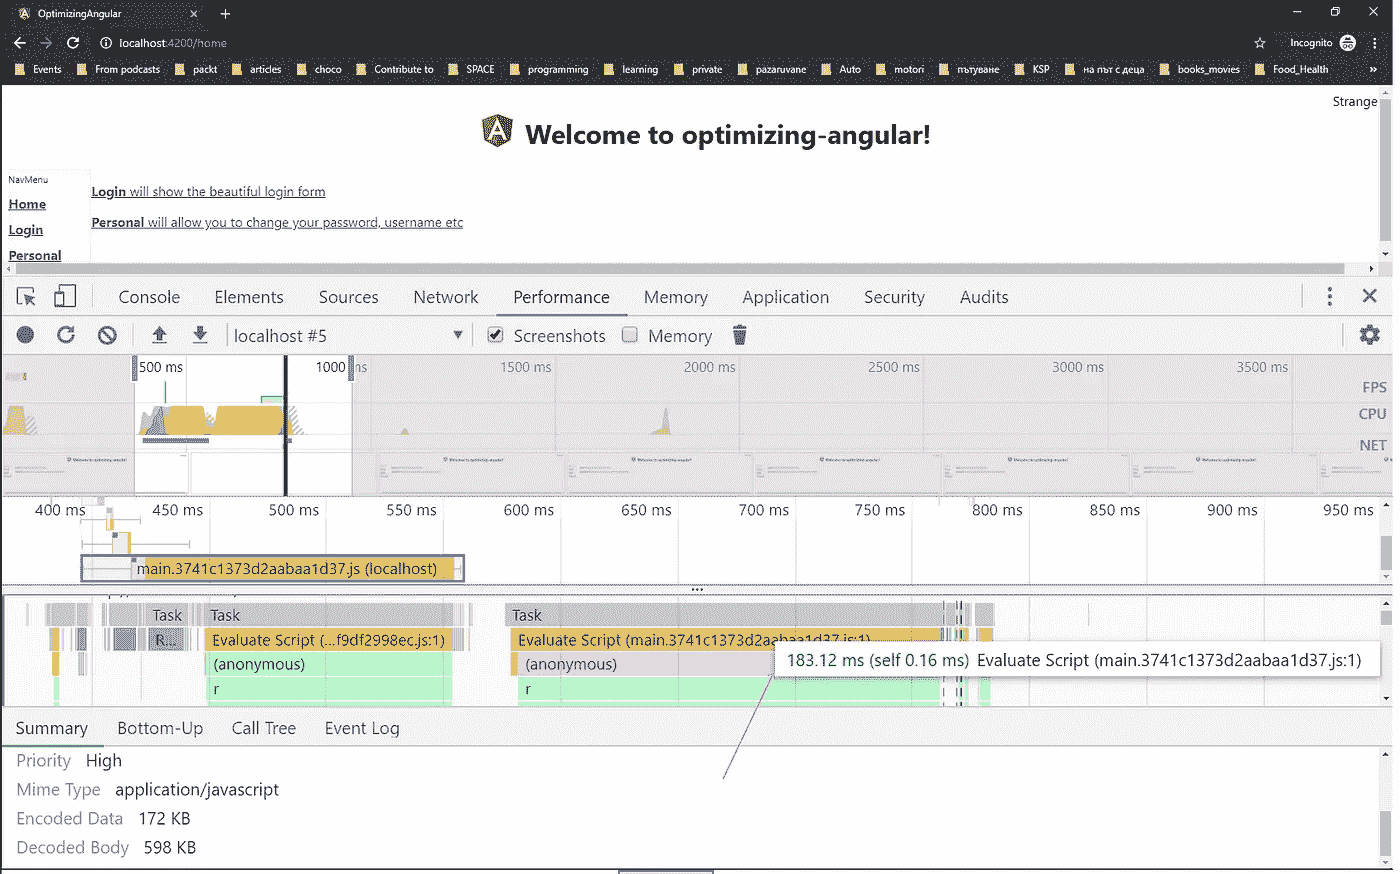 OptimizingAngular
localhost:4200/home
Incognito
Events From podcasts packt articles choco Contribute to SPACE programming learning private pazaruvane Auto motori пътуване KSP на път с деца books_movies Food_Health »
Strange
Welcome to optimizing-angular!
NavMenu
Home
Login
Personal
Login will show the beautiful login form
Personal will allow you to change your password, username etc
Console Elements Sources Network Performance Memory Application Security Audits
localhost #5 Screenshots Memory
500 ms 1000 ms 1500 ms 2000 ms 2500 ms 3000 ms 3500 ms
FPS
CPU
NET
400 ms 450 ms 500 ms 550 ms 600 ms 650 ms 700 ms 750 ms 800 ms 850 ms 900 ms 950 ms
main.3741c1373d2aabaa1d37.js (localhost)
Task Task Task
R... Evaluate Script (...f9df2998ec.js:1) Evaluate Script (main.3741c1373d2aabaa1d37.js:1)
(anonymous) (anonymous)
183.12 ms (self 0.16 ms) Evaluate Script (main.3741c1373d2aabaa1d37.js:1)
r r
Summary Bottom-Up Call Tree Event Log
Priority High
Mime Type application/javascript
Encoded Data 172 KB
Decoded Body 598 KB